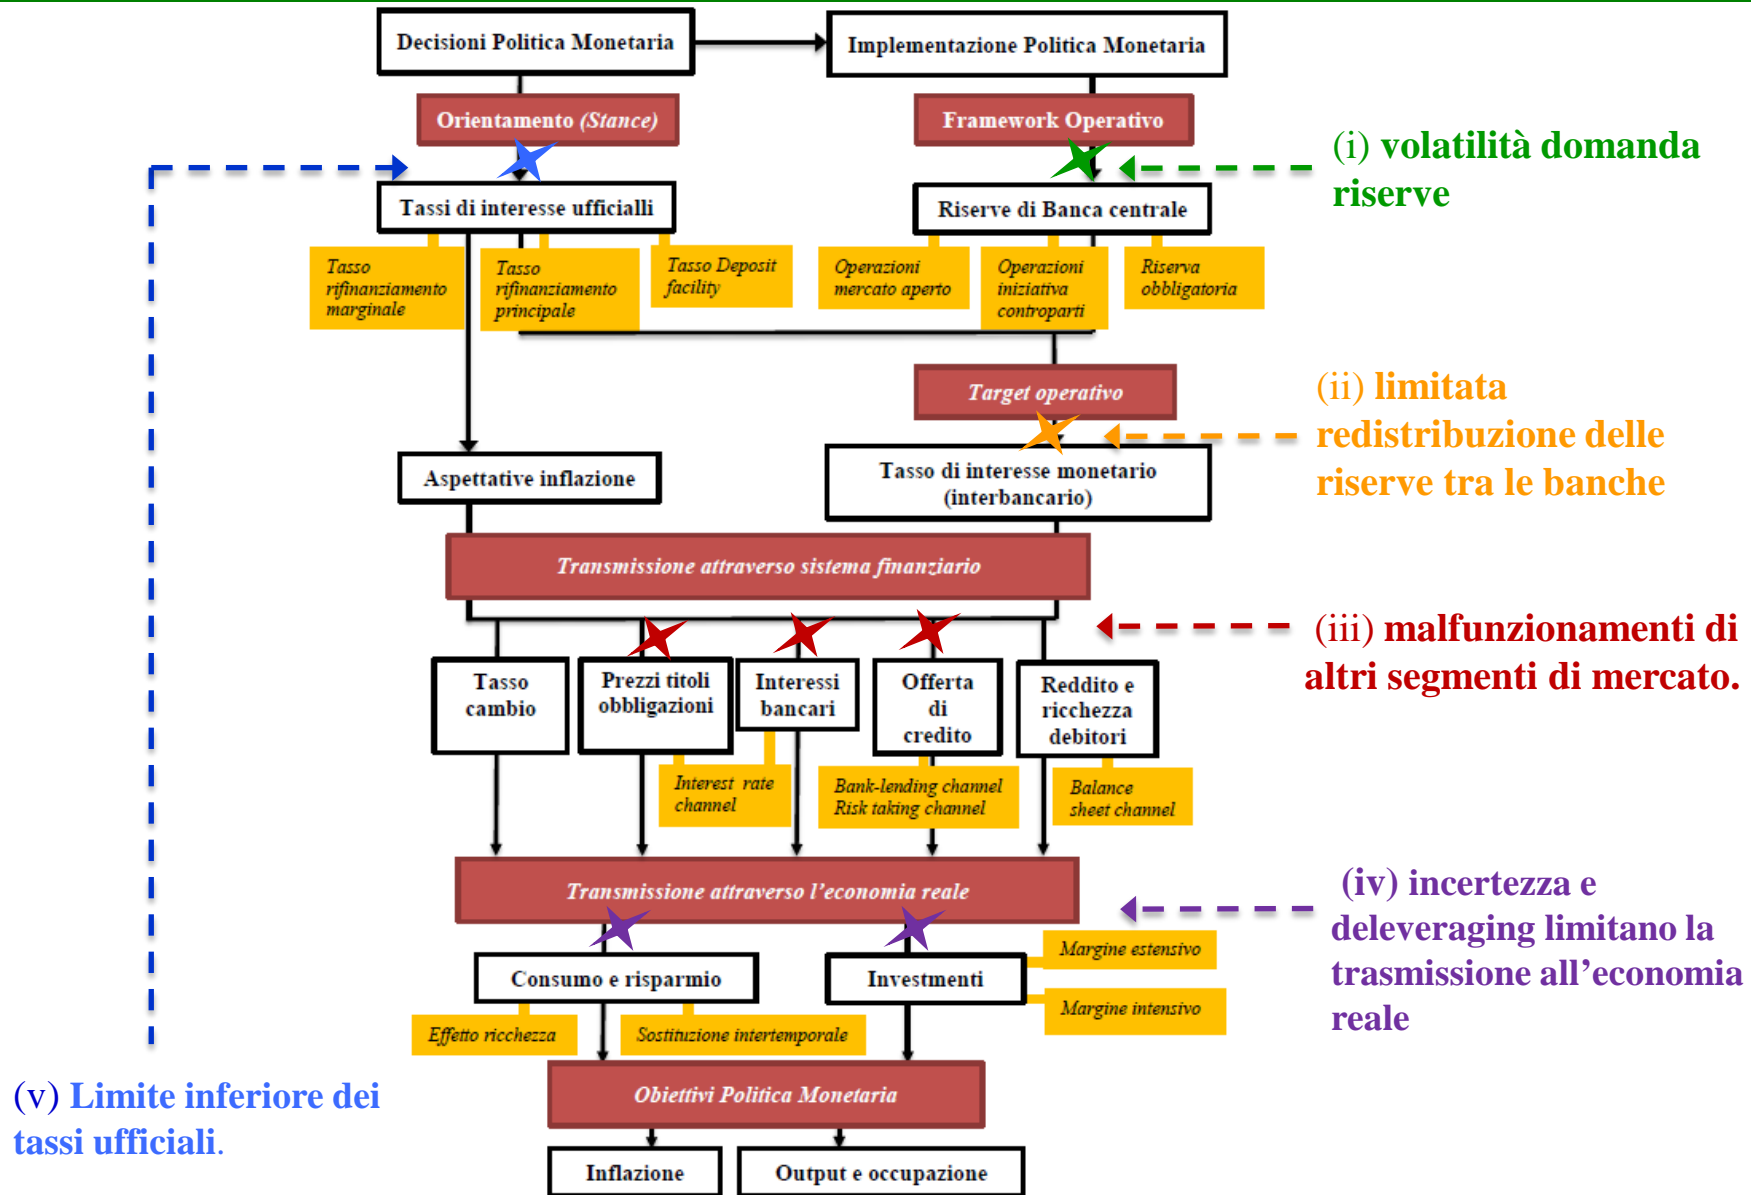 Decisioni Politica Monetaria
Implementazione Politica Monetaria
Orientamento (Stance)
Framework Operativo
(i) volatilità domanda
riserve
Tassi di interesse ufficialli
Riserve di Banca centrale
Tasso
rifinanziamento
marginale
Tasso
rifinanziamento
principale
Tasso Deposit
facility
Operazioni
mercato aperto
Operazioni
iniziativa
controparti
Riserva
obbligatoria
Target operativo
(ii) limitata
redistribuzione delle
riserve tra le banche
Aspettative inflazione
Tasso di interesse monetario
(interbancario)
Transmissione attraverso sistema finanziario
(iii) malfunzionamenti di
altri segmenti di mercato.
Tasso
cambio
Prezzi titoli
obbligazioni
Interessi
bancari
Offerta
di
credito
Reddito e
ricchezza
debitori
Interest rate
channel
Bank-lending channel
Risk taking channel
Balance
sheet channel
Transmissione attraverso l'economia reale
(iv) incertezza e
deleveraging limitano la
trasmissione all'economia
reale
Consumo e risparmio
Investmenti
Margine estensivo
Margine intensivo
Effetto ricchezza
Sostituzione intertemporale
(v) Limite inferiore dei
tassi ufficiali.
Obiettivi Politica Monetaria
Inflazione
Output e occupazione